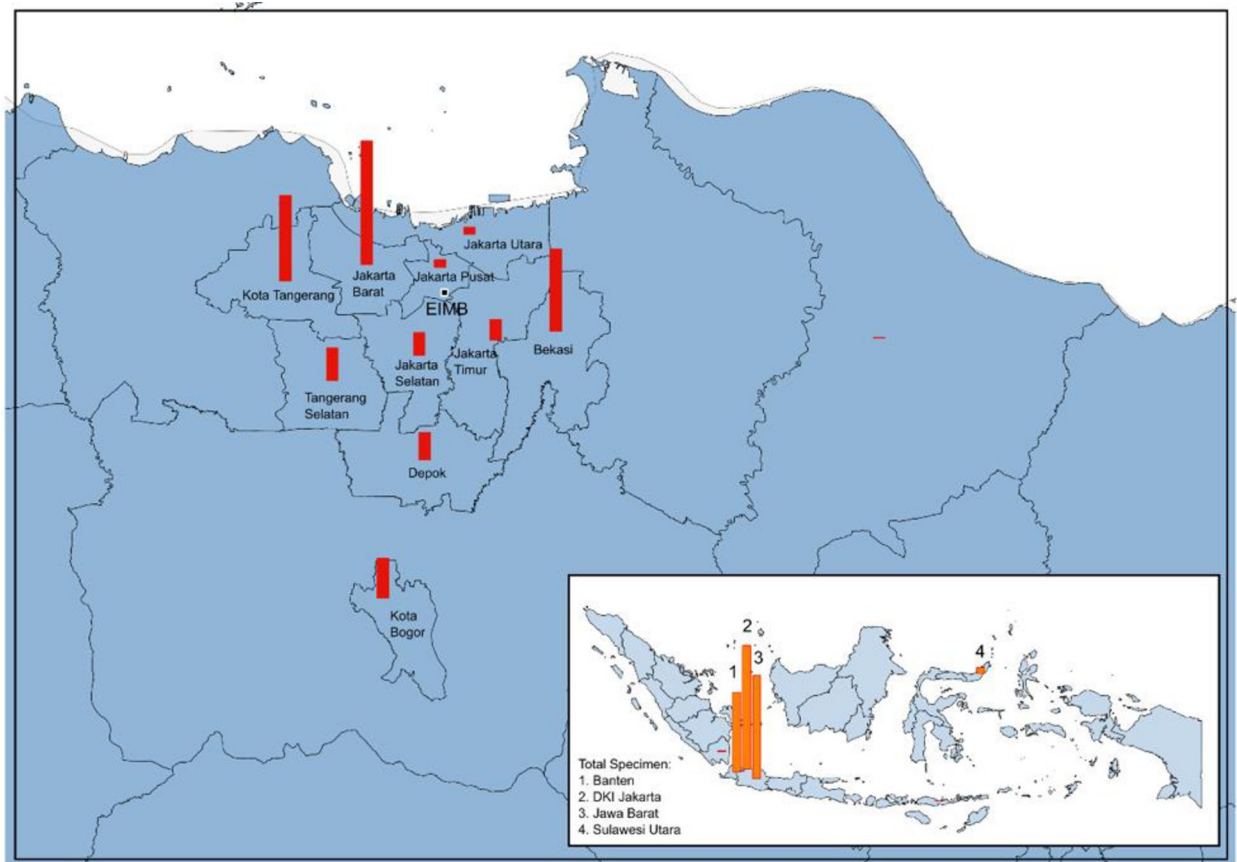 Jakarta Utara
Jakarta
Barat
Jakarta Pusat
Kota Tangerang
EIMB
Bekasi
Jakarta
Timur
Jakarta
Selatan
Tangerang
Selatan
Depok
Kota
Bogor
2
1
3
4
Total Specimen:
1. Banten
2. DKI Jakarta
3. Jawa Barat
4. Sulawesi Utara